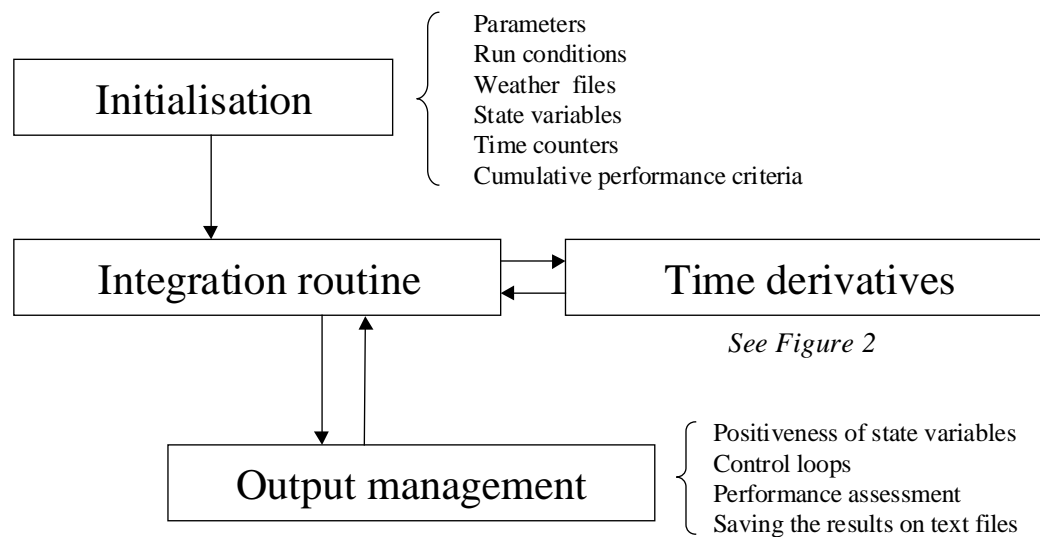 Parameters
Run conditions
Initialisation
Weather files
State variables
Time counters
Cumulative performance criteria
Integration routine
Time derivatives
See Figure 2
Output management
Positiveness of state variables
Control loops
Performance assessment
Saving the results on text files